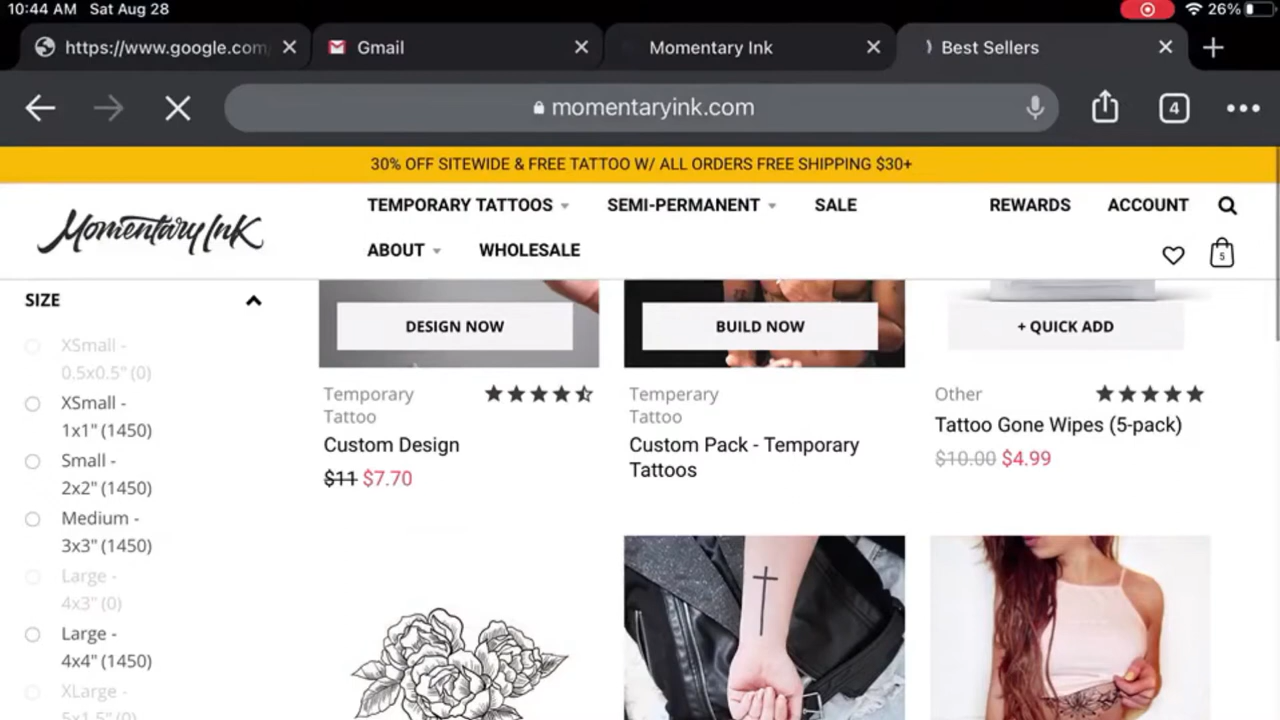 10:44 AM Sat Aug 28
26%
https://www.google.com
Gmail
Momentary Ink
Best Sellers
momentaryink.com
4
30% OFF SITEWIDE & FREE TATTOO W/ ALL ORDERS FREE SHIPPING $30+
Momentary Ink
TEMPORARY TATTOOS
SEMI-PERMANENT
SALE
REWARDS
ACCOUNT
ABOUT
WHOLESALE
5
SIZE
XSmall -
0.5x0.5" (0)
XSmall -
1x1" (1450)
Small -
2x2" (1450)
Medium -
3x3" (1450)
Large -
4x3" (0)
Large -
4x4" (1450)
XLarge -
5x1.5" (0)
DESIGN NOW
Temporary
Tattoo
Custom Design
$11 $7.70
BUILD NOW
Temperary
Tattoo
Custom Pack - Temporary
Tattoos
+ QUICK ADD
Other
Tattoo Gone Wipes (5-pack)
$10.00 $4.99